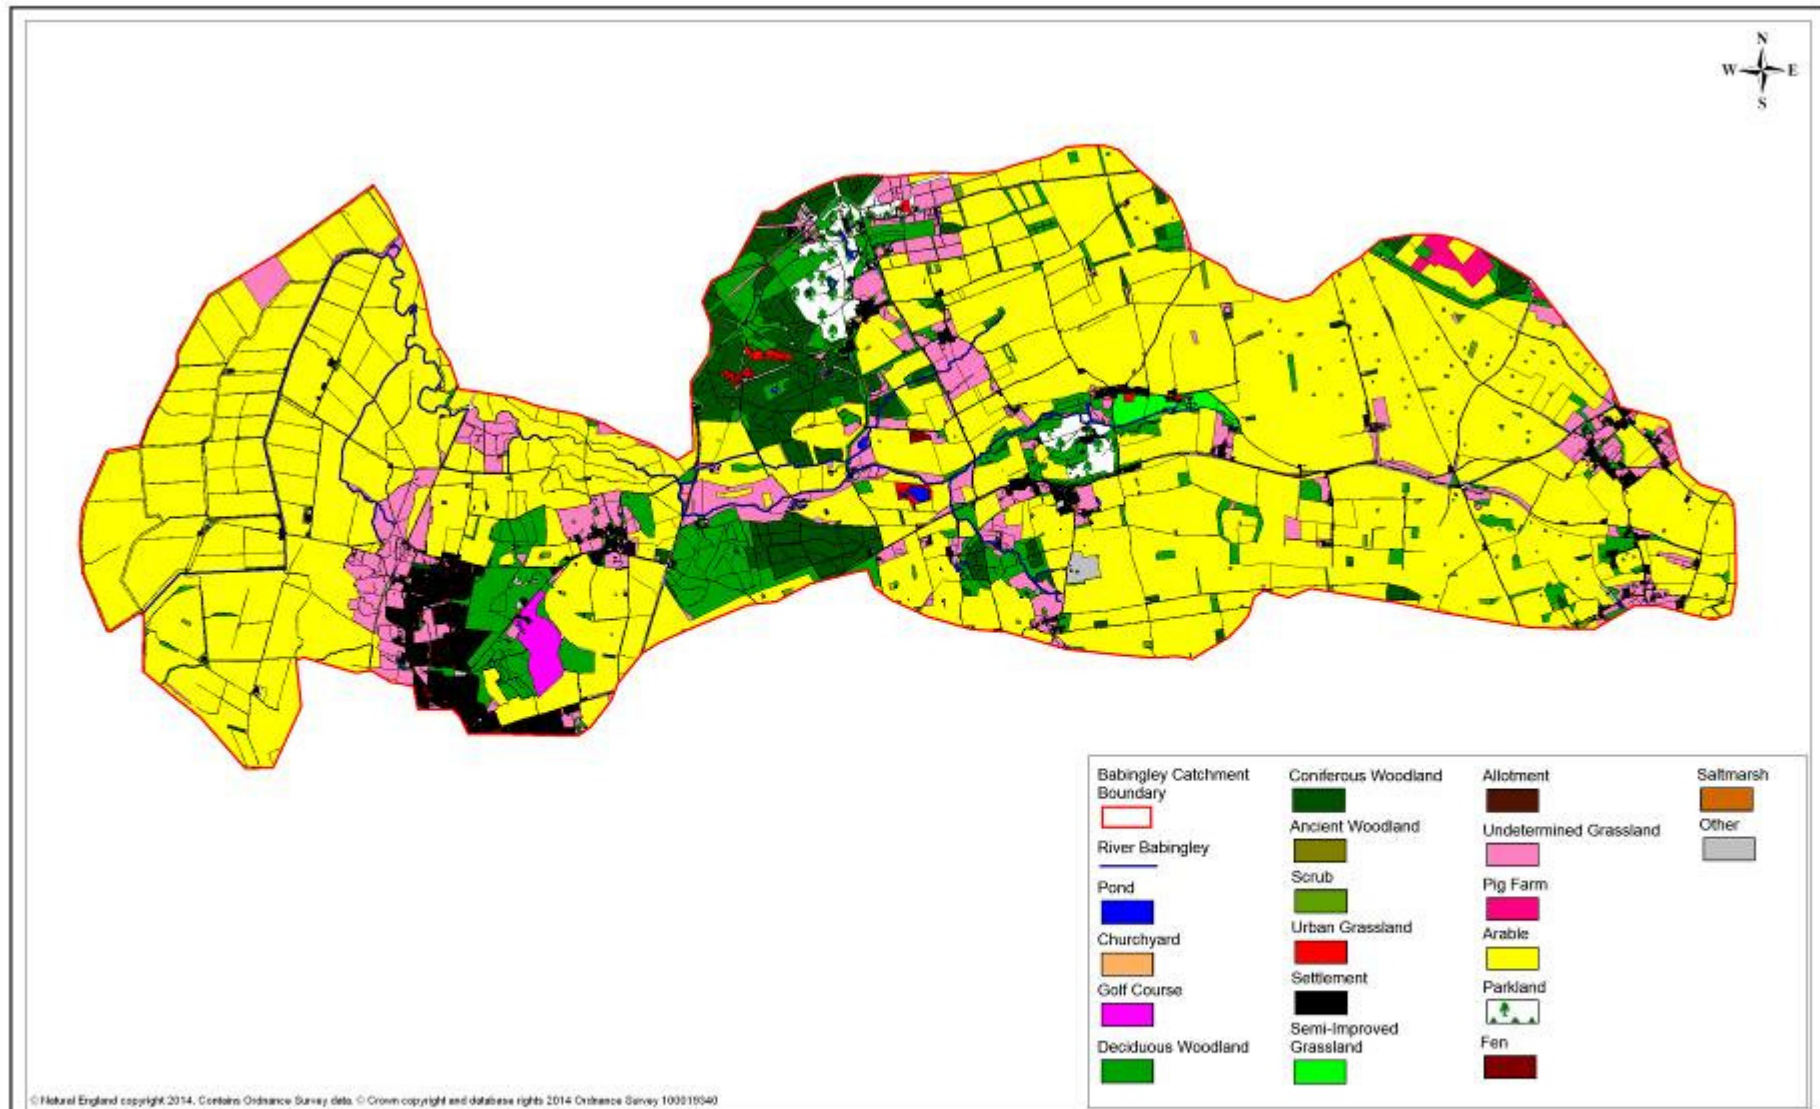 N
W E
S
Babingley Catchment
Boundary
River Babingley
Pond
Churchyard
Golf Course
Deciduous Woodland
Coniferous Woodland
Ancient Woodland
Scrub
Urban Grassland
Settlement
Semi-Improved
Grassland
Allotment
Undetermined Grassland
Pig Farm
Arable
Parkland
Fen
Saltmarsh
Other
© Natural England copyright 2014. Contains Ordnance Survey data. © Crown copyright and database rights 2014 Ordnance Survey 100019340